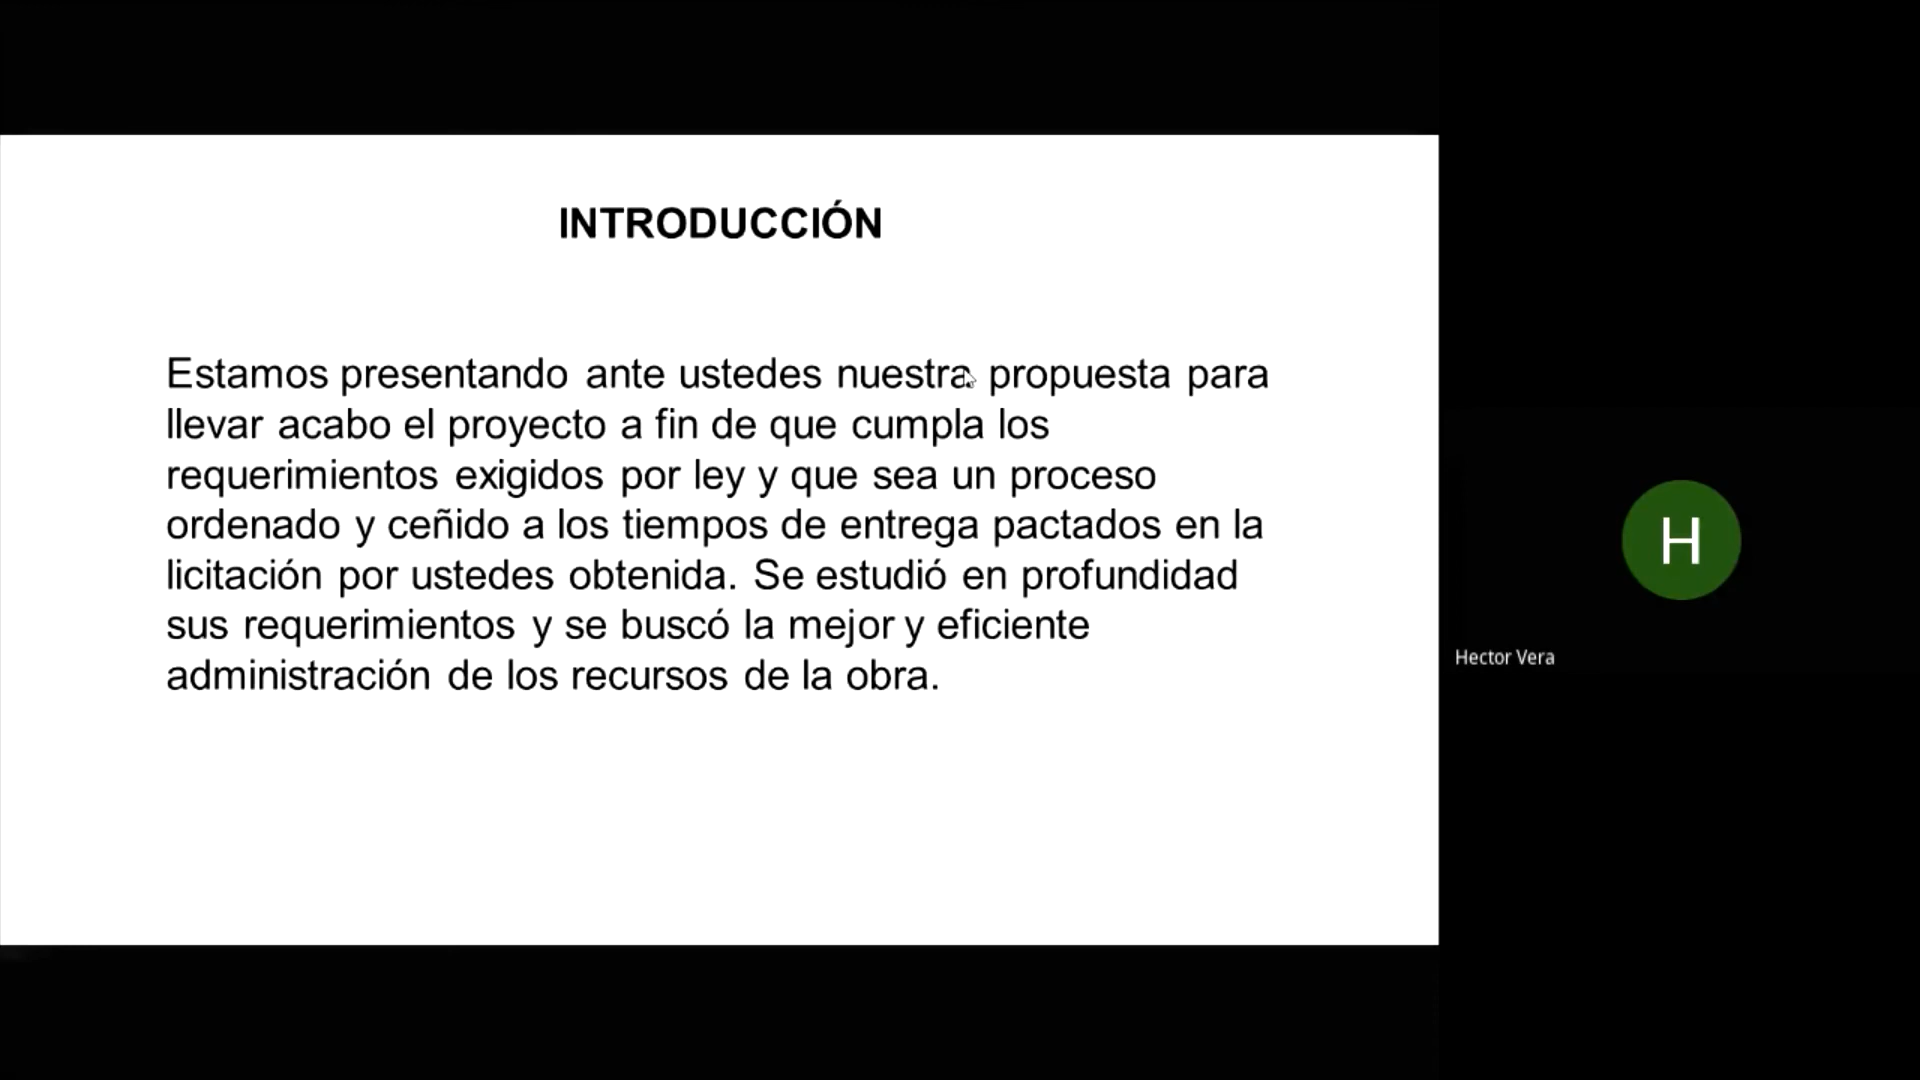 INTRODUCCIÓN
Estamos presentando ante ustedes nuestra propuesta para
llevar acabo el proyecto a fin de que cumpla los
requerimientos exigidos por ley y que sea un proceso
ordenado y ceñido a los tiempos de entrega pactados en la
licitación por ustedes obtenida. Se estudió en profundidad
sus requerimientos y se buscó la mejor y eficiente
administración de los recursos de la obra.
H
Hector Vera